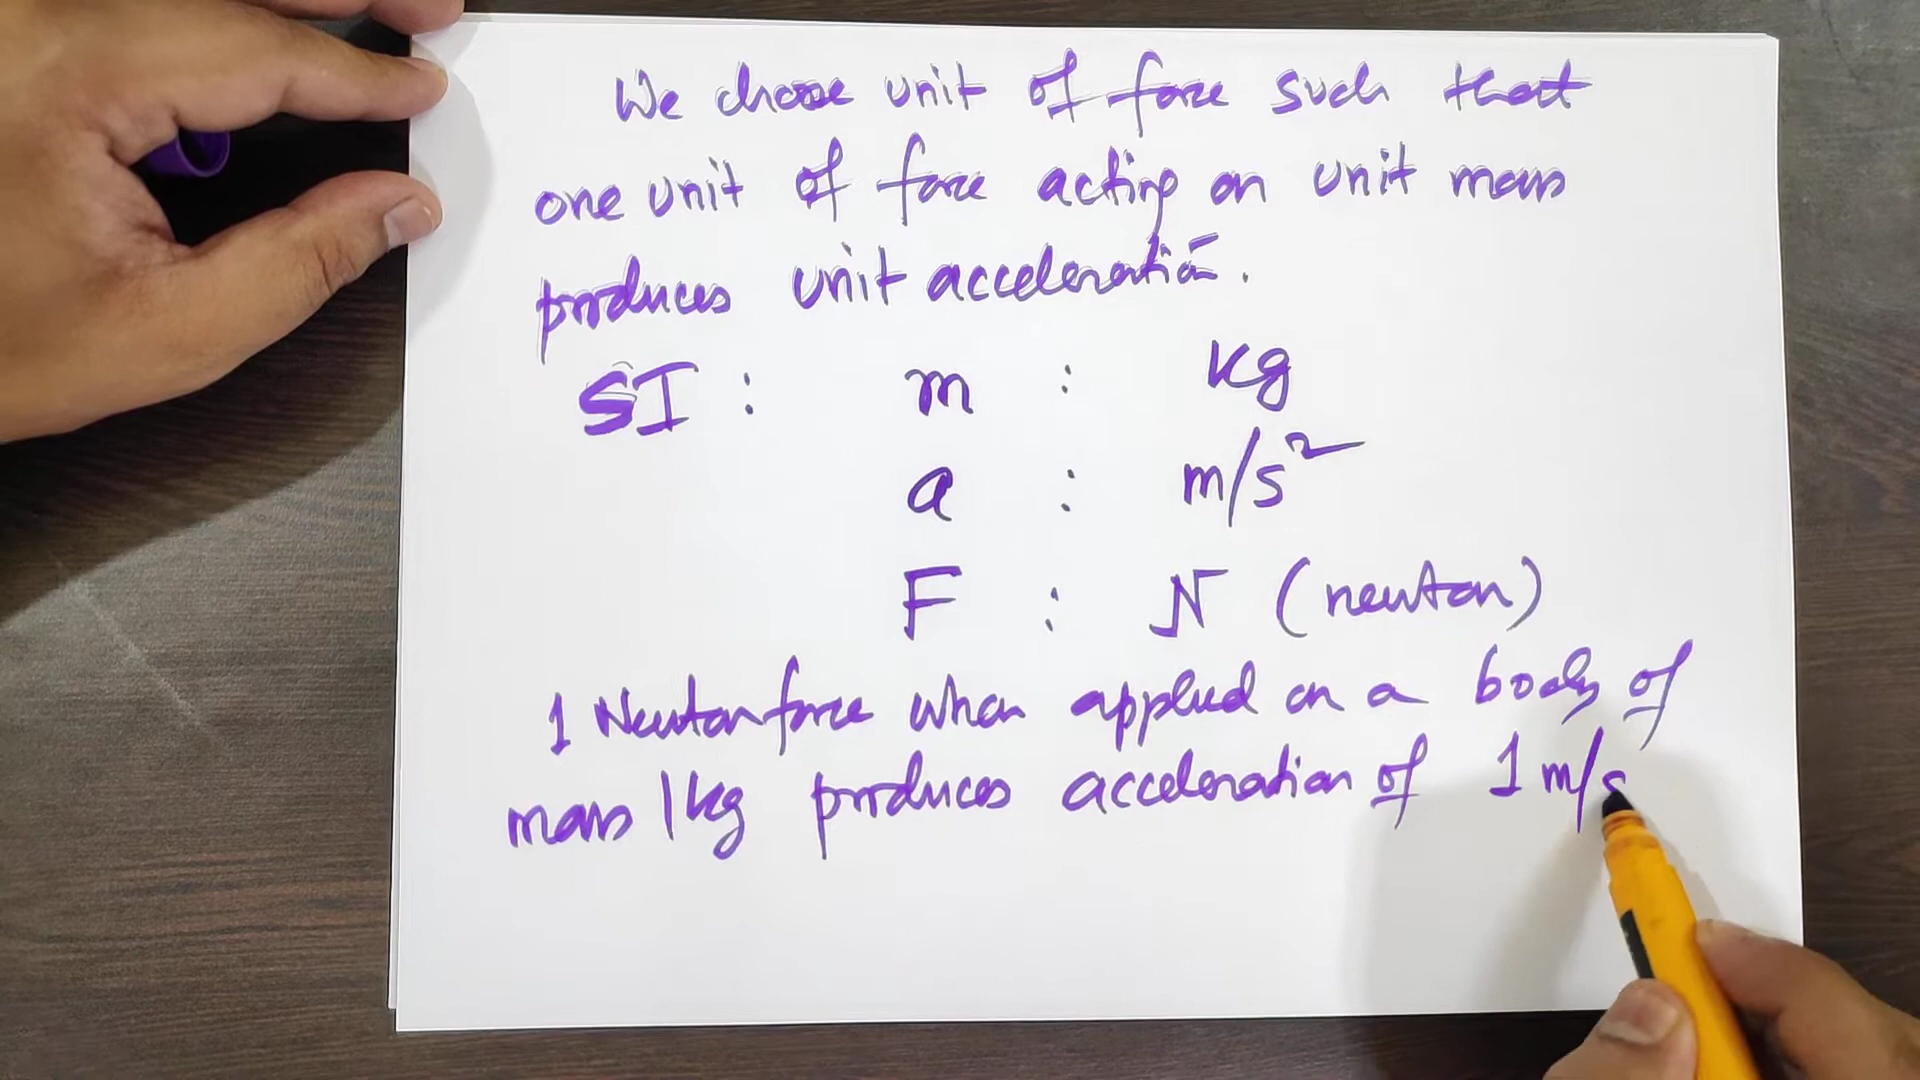 We choose unit of force such that
one unit of force acting on unit mass
produces unit acceleration.
SI : m : kg
a : m/s²
F : N (newton)
1 Newton force when applied on a body of
mass 1kg produces acceleration of 1 m/s